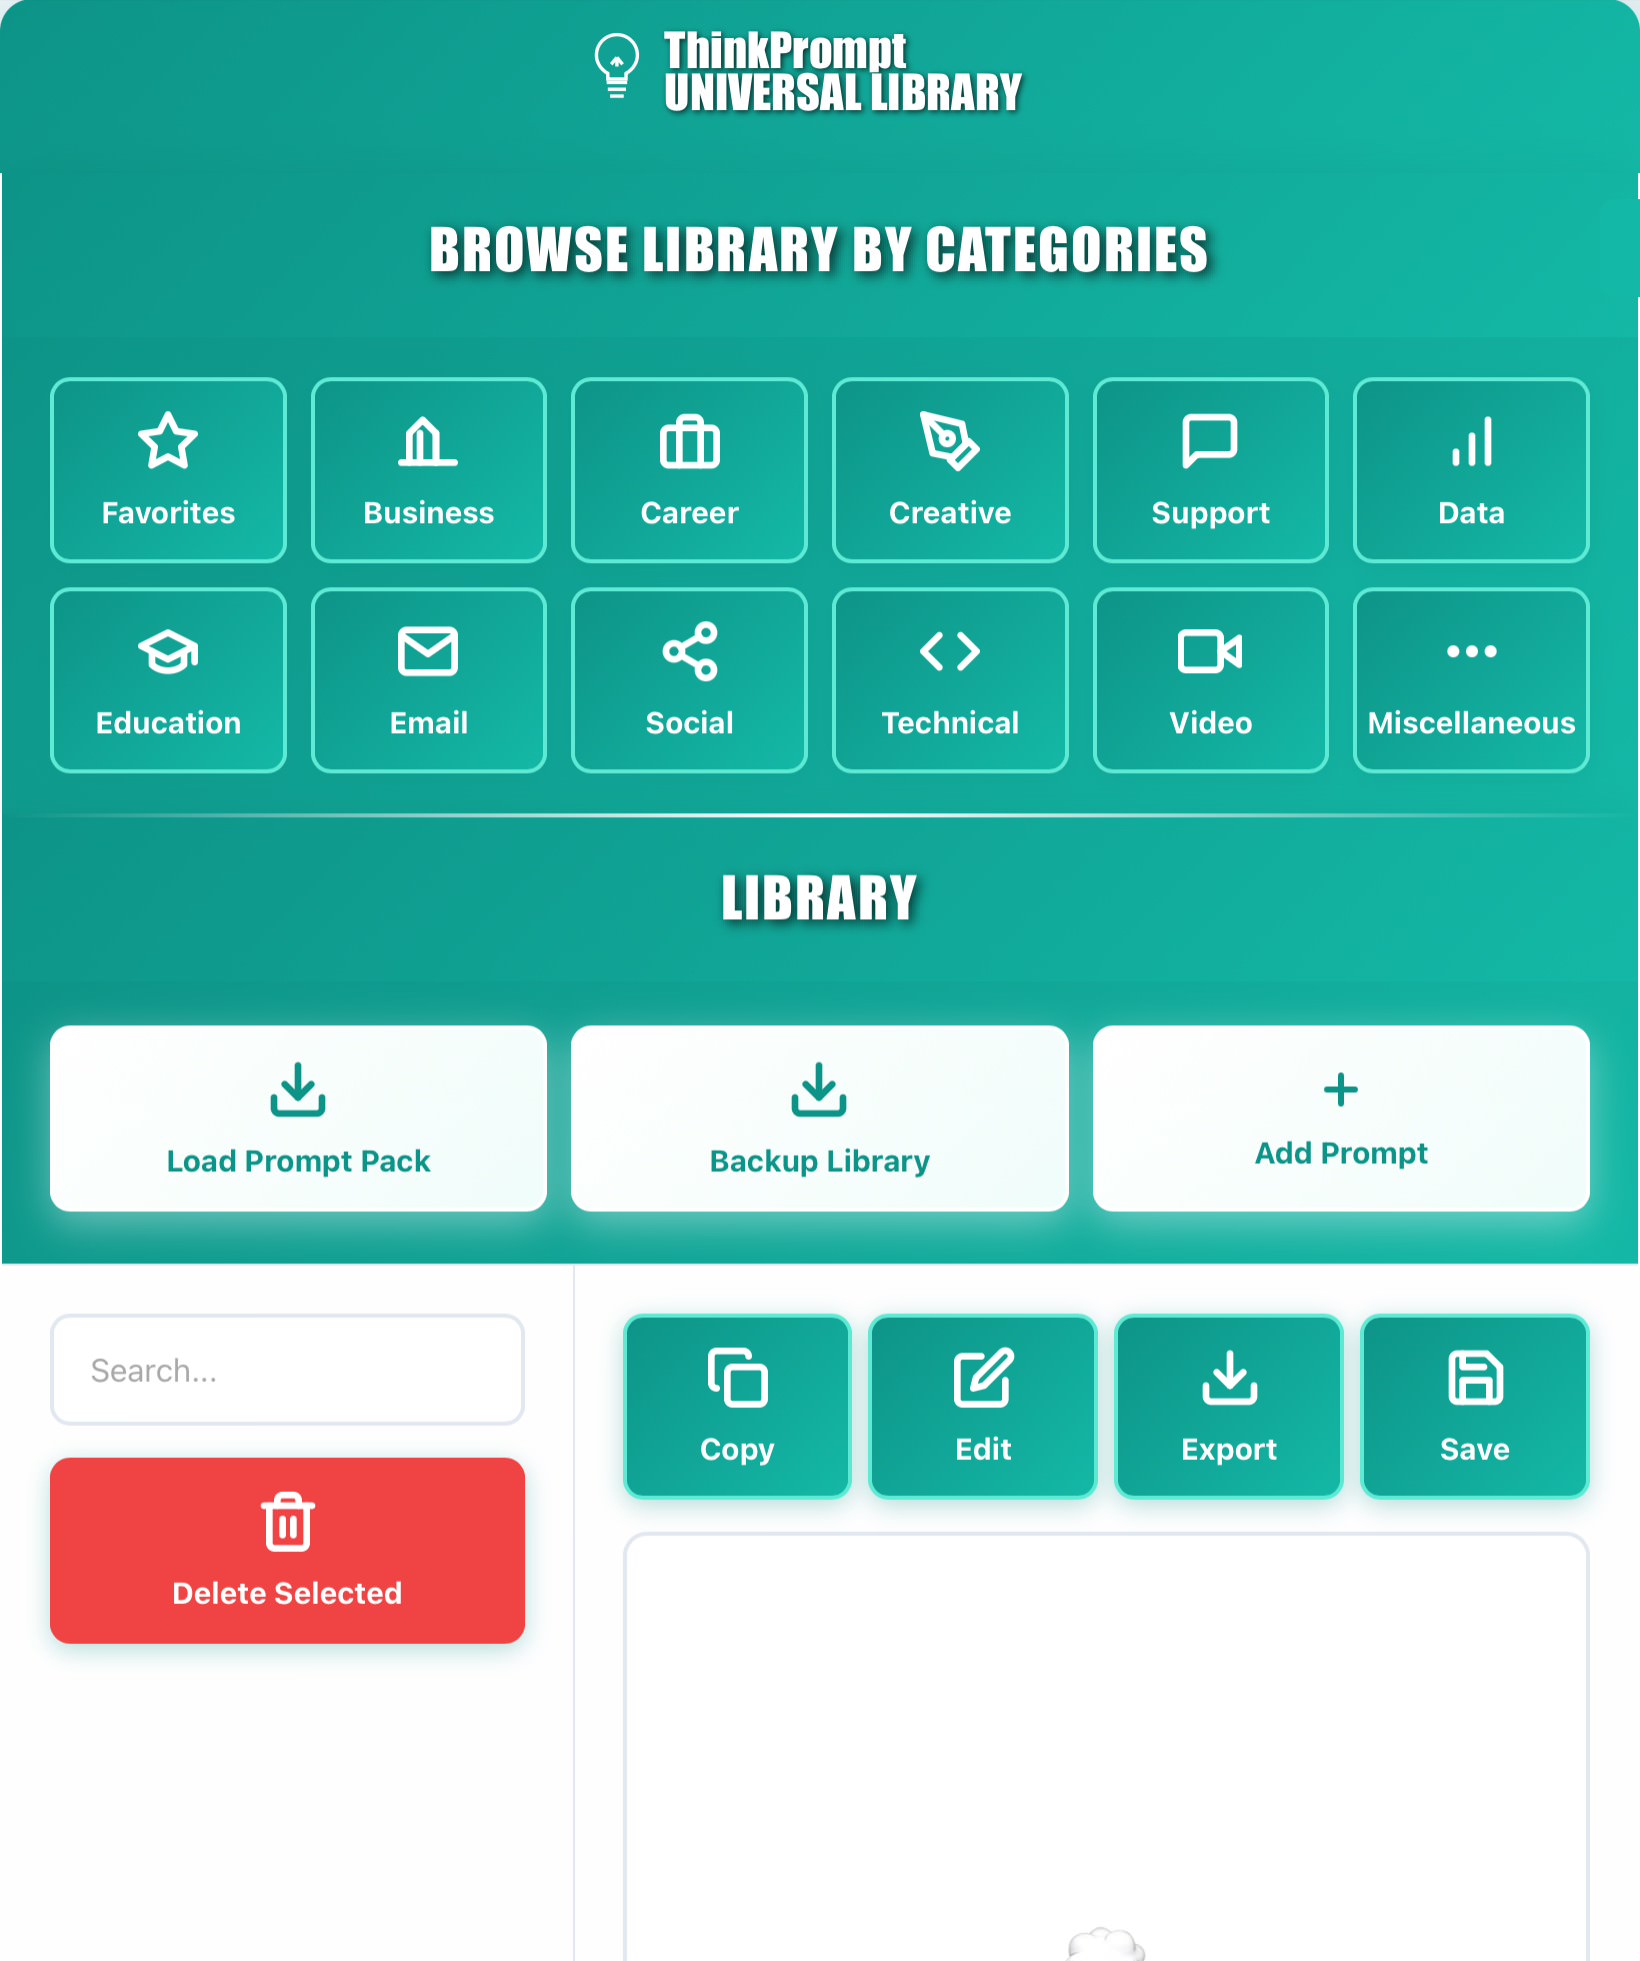 ThinkPrompt
UNIVERSAL LIBRARY
BROWSE LIBRARY BY CATEGORIES
Favorites
Business
Career
Creative
Support
Data
Education
Email
Social
Technical
Video
Miscellaneous
LIBRARY
Load Prompt Pack
Backup Library
Add Prompt
Search...
Delete Selected
Copy
Edit
Export
Save